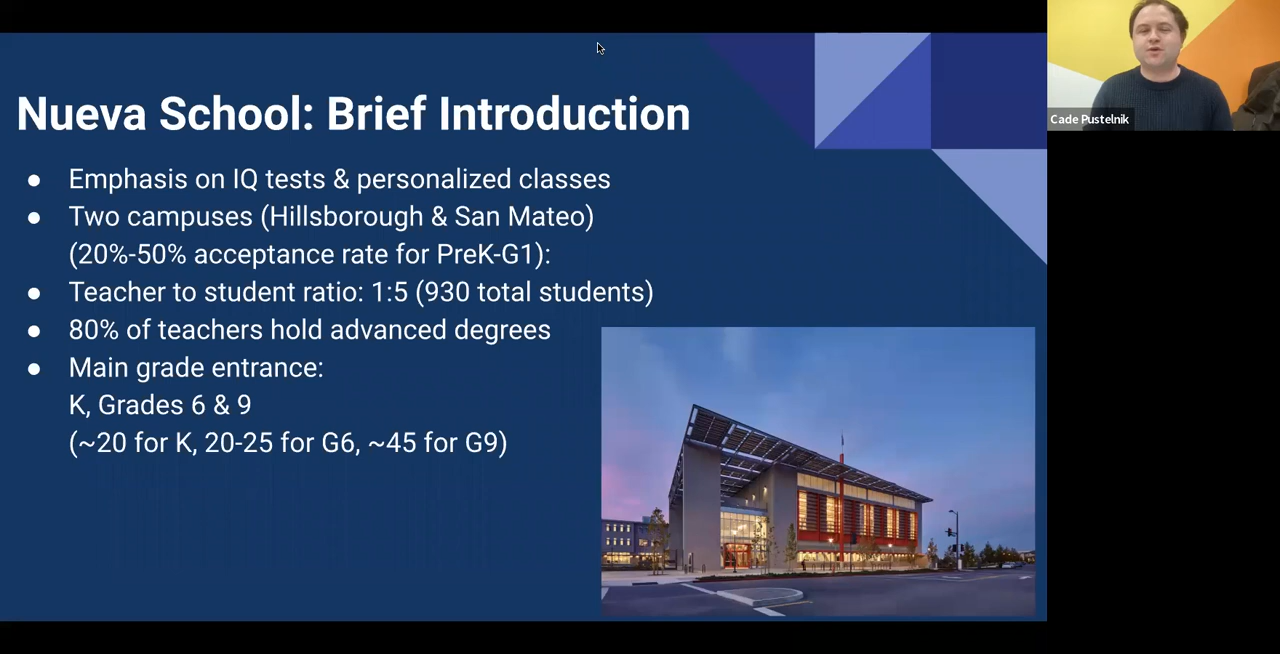 Nueva School: Brief Introduction
● Emphasis on IQ tests & personalized classes
● Two campuses (Hillsborough & San Mateo)
(20%-50% acceptance rate for PreK-G1):
● Teacher to student ratio: 1:5 (930 total students)
● 80% of teachers hold advanced degrees
● Main grade entrance:
K, Grades 6 & 9
(~20 for K, 20-25 for G6, ~45 for G9)
Cade Pustelnik